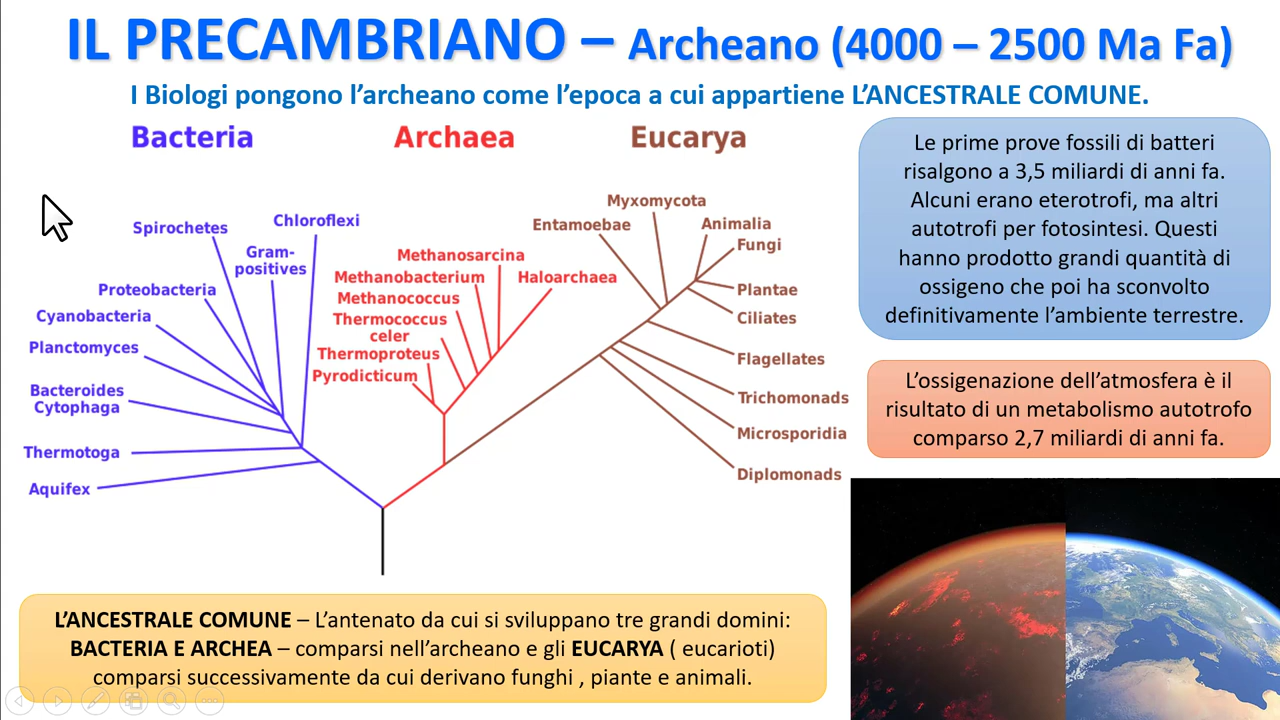 IL PRECAMBRIANO – Archeano (4000 – 2500 Ma Fa)
I Biologi pongono l'archeano come l'epoca a cui appartiene L'ANCESTRALE COMUNE.
Bacteria
Archaea
Eucarya
Spirochetes
Chloroflexi
Gram-
positives
Proteobacteria
Cyanobacteria
Planctomyces
Bacteroides
Cytophaga
Thermotoga
Aquifex
Methanosarcina
Methanobacterium
Haloarchaea
Methanococcus
Thermococcus
celer
Thermoproteus
Pyrodicticum
Myxomycota
Entamoebae
Animalia
Fungi
Plantae
Ciliates
Flagellates
Trichomonads
Microsporidia
Diplomonads
Le prime prove fossili di batteri
risalgono a 3,5 miliardi di anni fa.
Alcuni erano eterotrofi, ma altri
autotrofi per fotosintesi. Questi
hanno prodotto grandi quantità di
ossigeno che poi ha sconvolto
definitivamente l'ambiente terrestre.
L'ossigenazione dell'atmosfera è il
risultato di un metabolismo autotrofo
comparso 2,7 miliardi di anni fa.
L'ANCESTRALE COMUNE – L'antenato da cui si sviluppano tre grandi domini:
BACTERIA E ARCHEA – comparsi nell'archeano e gli EUCARYA ( eucarioti)
comparsi successivamente da cui derivano funghi , piante e animali.